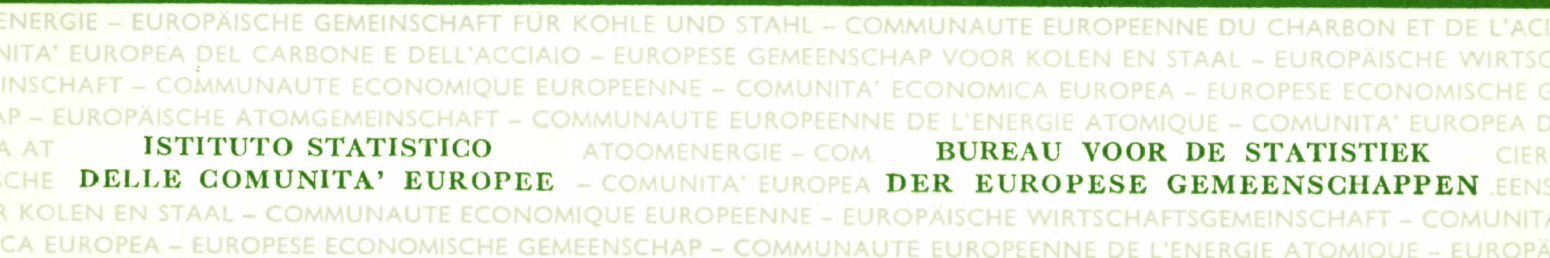 ENERGIE – EUROPÄISCHE GEMEINSCHAFT FÜR KOHLE UND STAHL – COMMUNAUTE EUROPEENNE DU CHARBON ET DE L'ACI
NITA' EUROPEA DEL CARBONE E DELL'ACCIAIO – EUROPESE GEMEENSCHAP VOOR KOLEN EN STAAL – EUROPÄISCHE WIRTSC
INSCHAFT – COMMUNAUTE ECONOMIQUE EUROPEENNE – COMUNITA' ECONOMICA EUROPEA – EUROPESE ECONOMISCHE G
AP – EUROPÄISCHE ATOMGEMEINSCHAFT – COMMUNAUTE EUROPEENNE DE L'ENERGIE ATOMIQUE – COMUNITA' EUROPEA D
A AT ISTITUTO STATISTICO ATOOMENERGIE – COM BUREAU VOOR DE STATISTIEK CIER
SCHE DELLE COMUNITA' EUROPEE – COMUNITA' EUROPEA DER EUROPESE GEMEENSCHAPPEN EENS
R KOLEN EN STAAL – COMMUNAUTE ECONOMIQUE EUROPEENNE – EUROPÄISCHE WIRTSCHAFTSGEMEINSCHAFT – COMUNITA
CA EUROPEA – EUROPESE ECONOMISCHE GEMEENSCHAP – COMMUNAUTE EUROPEENNE DE L'ENERGIE ATOMIQUE – EUROPÄ